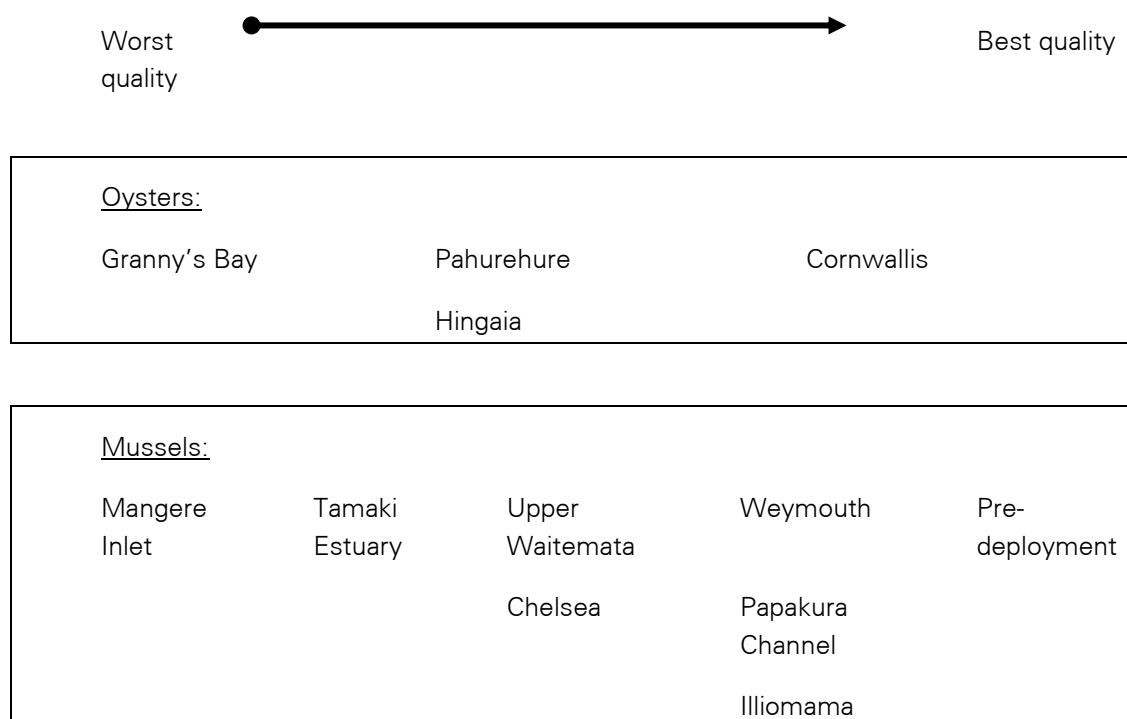 Worst quality
Best quality
Oysters:
Granny's Bay
Pahurehure
Cornwallis
Hingaia
Mussels:
Mangere Inlet
Tamaki Estuary
Upper Waitemata
Weymouth
Pre-deployment
Chelsea
Papakura Channel
Illiomama